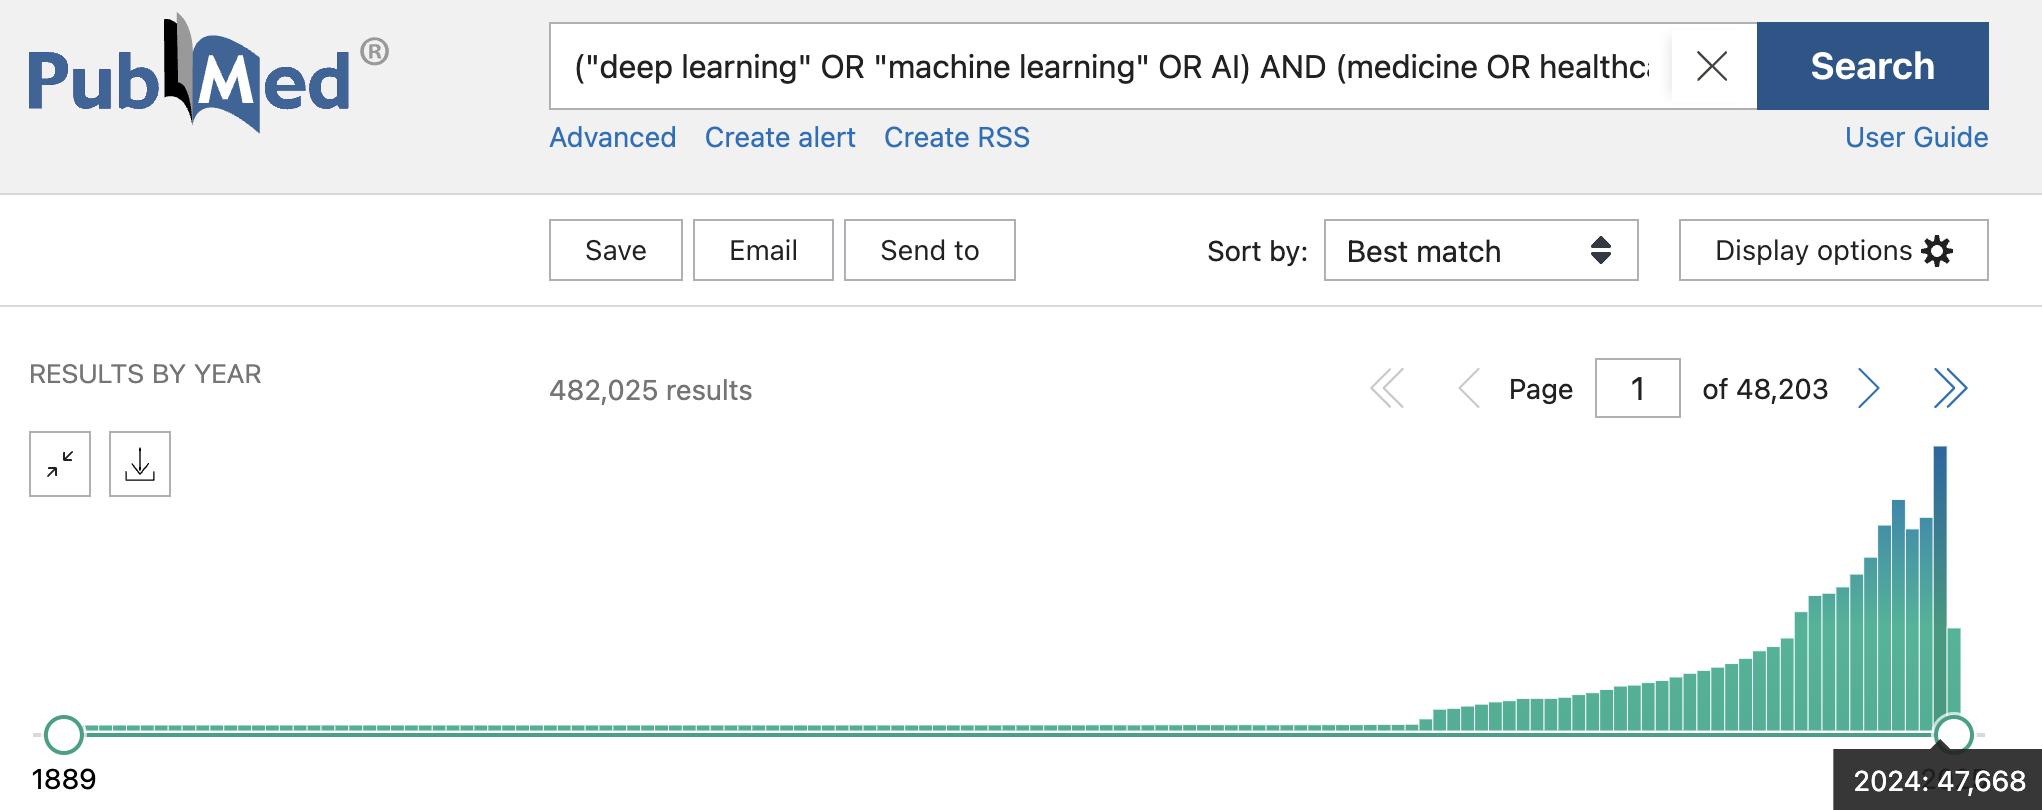 PubMed®
("deep learning" OR "machine learning" OR AI) AND (medicine OR healthc
Search
Advanced Create alert Create RSS User Guide
Save Email Send to Sort by: Best match Display options
RESULTS BY YEAR
482,025 results Page 1 of 48,203
1889
2024: 47,668